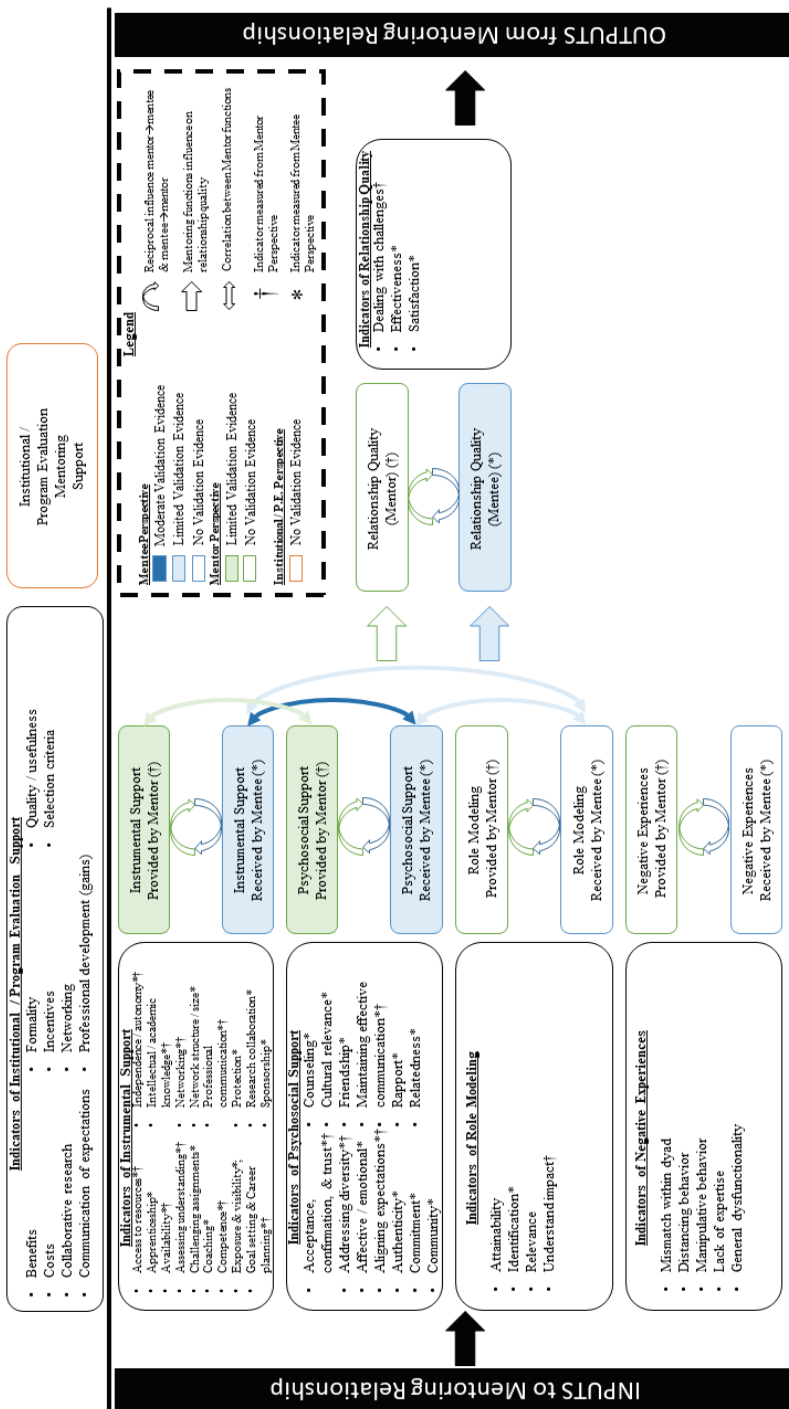 Indicators of Institutional / Program Evaluation Support
• Benefits
• Costs
• Collaborative research
• Communication of expectations
• Formality
• Incentives
• Networking
• Professional development (gains)
• Quality / usefulness
• Selection criteria
Institutional /
Program Evaluation
Mentoring
Support
INPUTS to Mentoring Relationship
Indicators of Instrumental Support
• Access to resources*†
• Apprenticeship*
• Availability*†
• Assessing understanding*†
• Challenging assignments*
• Coaching*
• Competence*†
• Exposure & visibility*;
• Goal setting & Career
planning*†
• Independence / autonomy*†
• Intellectual / academic
knowledge*†
• Networking*†
• Network structure / size*
• Professional
communication*†
• Protection*
• Research collaboration*
• Sponsorship*
Indicators of Psychosocial Support
• Acceptance,
confirmation, & trust*†
• Addressing diversity*†
• Affective / emotional*
• Aligning expectations*†
• Authenticity*
• Commitment*
• Community*
• Counseling*
• Cultural relevance*
• Friendship*
• Maintaining effective
• communication*†
• Rapport*
• Relatedness*
Indicators of Role Modeling
• Attainability
• Identification*
• Relevance
• Understand impact†
Indicators of Negative Experiences
• Mismatch within dyad
• Distancing behavior
• Manipulative behavior
• Lack of expertise
• General dysfunctionality
Instrumental Support
Provided by Mentor (†)
Instrumental Support
Received by Mentee (*)
Psychosocial Support
Provided by Mentor (†)
Psychosocial Support
Received by Mentee (*)
Role Modeling
Provided by Mentor (†)
Role Modeling
Received by Mentee (*)
Negative Experiences
Provided by Mentor (†)
Negative Experiences
Received by Mentee (*)
Legend
Mentee Perspective
Moderate Validation Evidence
Limited Validation Evidence
No Validation Evidence
Mentor Perspective
Limited Validation Evidence
No Validation Evidence
Institutional / P.E. Perspective
No Validation Evidence
Reciprocal influence mentor→mentee
& mentee→mentor
Mentoring functions influence on
relationship quality
Correlation between Mentor functions
† Indicator measured from Mentor
Perspective
* Indicator measured from Mentee
Perspective
Relationship Quality
(Mentor) (†)
Relationship Quality
(Mentee) (*)
Indicators of Relationship Quality
• Dealing with challenges†
• Effectiveness*
• Satisfaction*
OUTPUTS from Mentoring Relationship